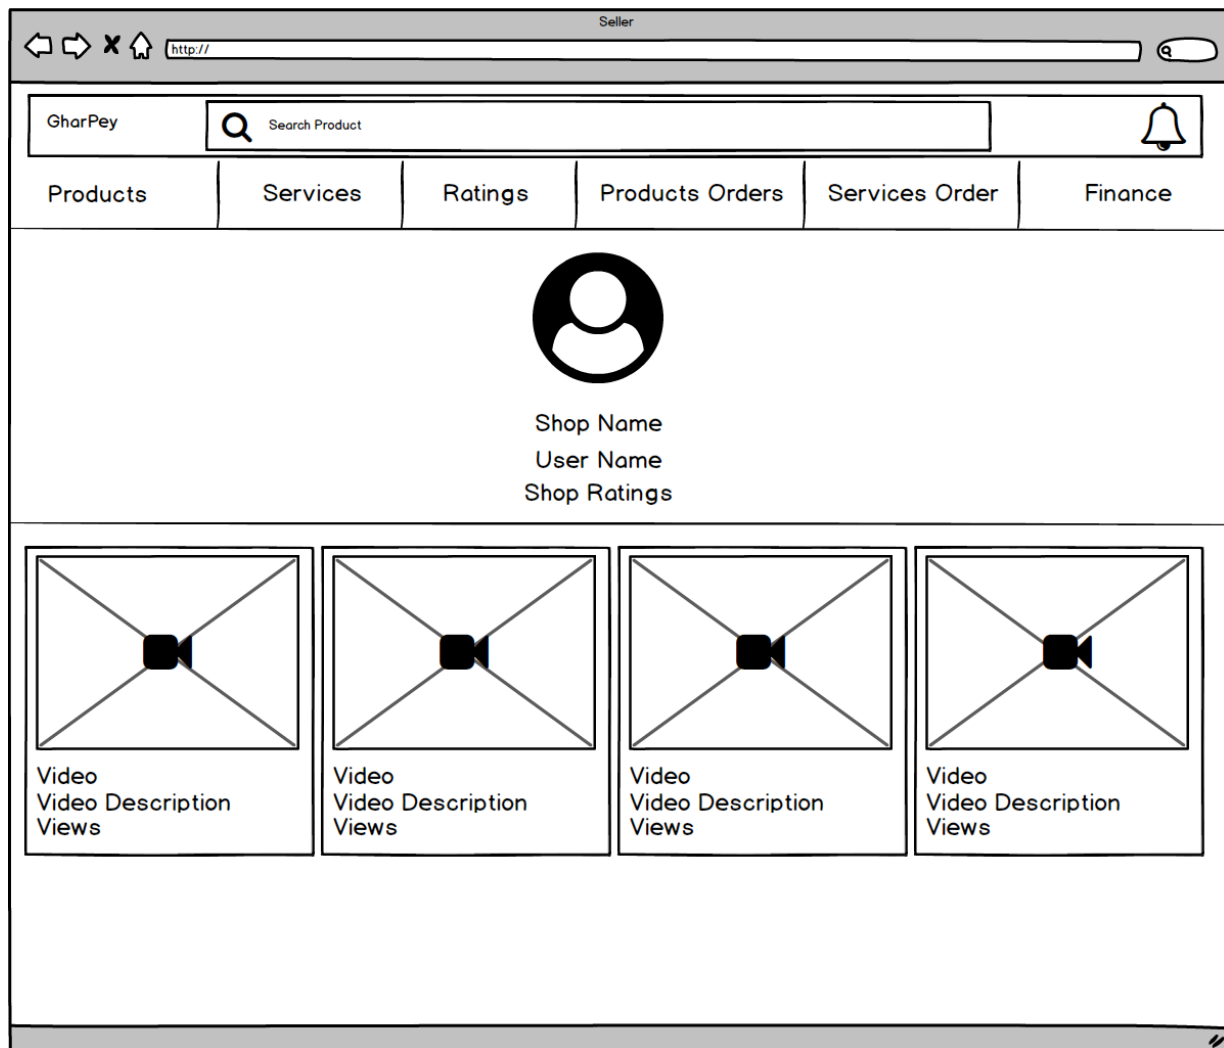 Seller
http://
GharPey
Search Product
Products Services Ratings Products Orders Services Order Finance
Shop Name
User Name
Shop Ratings
Video Video Video Video
Video Description Video Description Video Description Video Description
Views Views Views Views